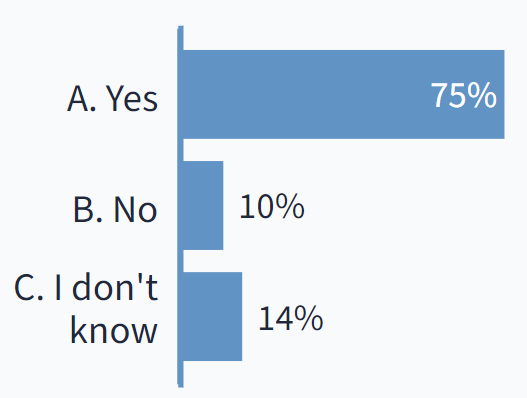 A. Yes 75%
B. No 10%
C. I don't
know 14%